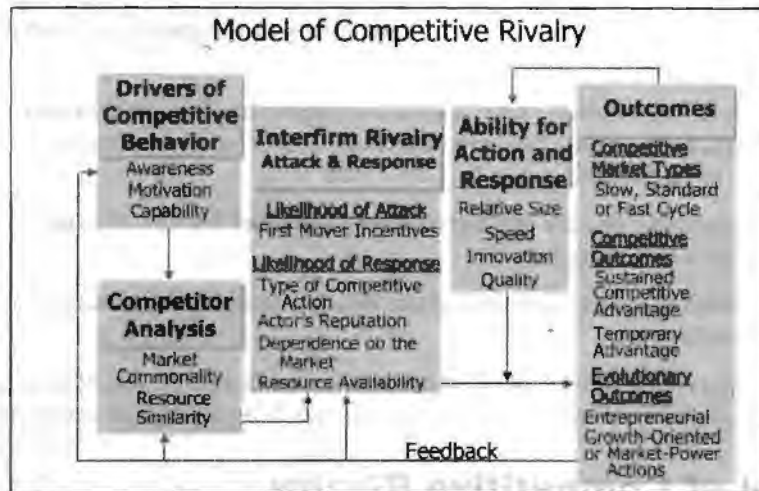 Model of Competitive Rivalry
Drivers of
Competitive
Behavior
Awareness
Motivation
Capability
Competitor
Analysis
Market
Commonality
Resource
Similarity
Interfirm Rivalry
Attack & Response
Likelihood of Attack
First Mover Incentives
Likelihood of Response
Type of Competitive
Action
Actor's Reputation
Dependence on the
Market
Resource Availability
Ability for
Action and
Response
Relative Size
Speed
Innovation
Quality
Outcomes
Competitive
Market Types
Slow, Standard
or Fast Cycle
Competitive
Outcomes
Sustained
Competitive
Advantage
Temporary
Advantage
Evolutionary
Outcomes
Entrepreneurial
Growth-Oriented
or Market-Power
Actions
Feedback